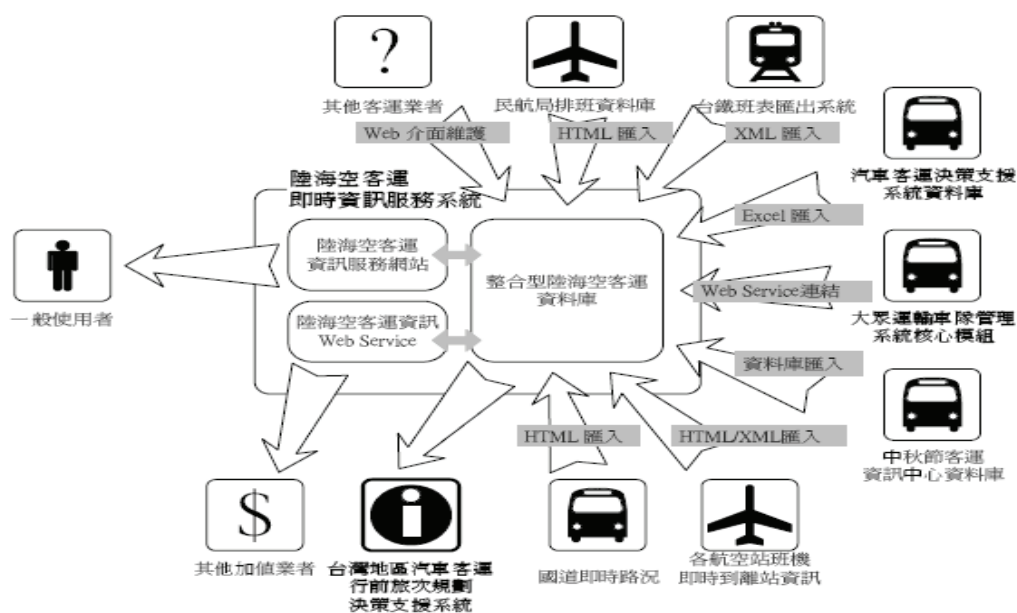 ?
其他客運業者
民航局排班資料庫
台鐵班表匯出系統
Web 介面維護
HTML 匯入
XML 匯入
汽車客運決策支援
系統資料庫
陸海空客運
即時資訊服務系統
Excel 匯入
陸海空客運
資訊服務網站
整合型陸海空客運
資料庫
Web Service連結
一般使用者
陸海空客運資訊
Web Service
大眾運輸車隊管理
系統核心模組
資料庫匯入
HTML 匯入
HTML/XML匯入
中秋節客運
資訊中心資料庫
$
i
其他加值業者
台灣地區汽車客運
行前旅次規劃
決策支援系統
國道即時路況
各航空站班機
即時到離站資訊